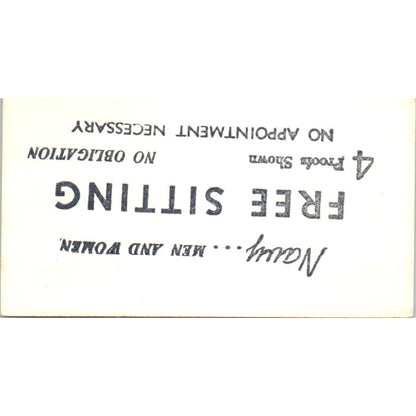 Navy... MEN AND WOMEN.
FREE SITTING
4 Proofs Shown NO OBLIGATION
NO APPOINTMENT NECESSARY